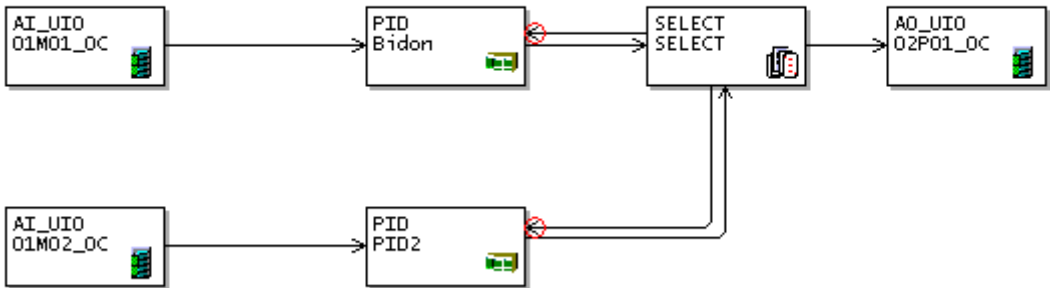 AI_UIO
01M01_OC
PID
Bidon
SELECT
SELECT
AO_UIO
02P01_OC
AI_UIO
01M02_OC
PID
PID2